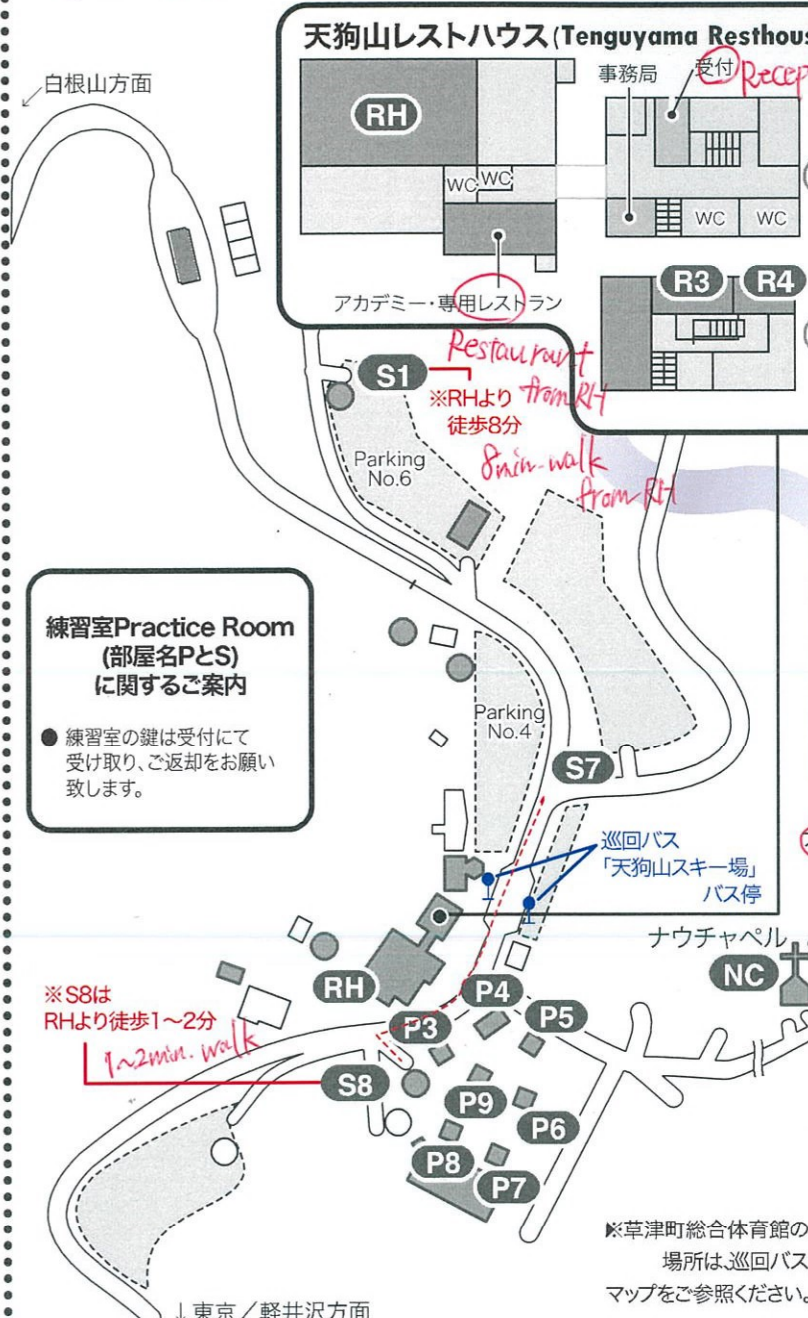 天狗山レストハウス(Tenguyama Resthous
←白根山方面
事務局
受付
Recep
RH
WC
WC
WC
WC
アカデミー・専用レストラン
R3
R4
Restaurant
from RH
S1
※RHより
徒歩8分
8min. walk
from RH
Parking
No.6
練習室Practice Room
(部屋名PとS)
に関するご案内
● 練習室の鍵は受付にて
受け取り、ご返却をお願い
致します。
Parking
No.4
S7
巡回バス
「天狗山スキー場」
バス停
ナウチャペル
NC
※S8は
RHより徒歩1〜2分
1~2min. walk
RH
P4
P3
P5
S8
P9
P6
P8
P7
※草津町総合体育館の
場所は、巡回バス
マップをご参照ください。
↓東京/軽井沢方面